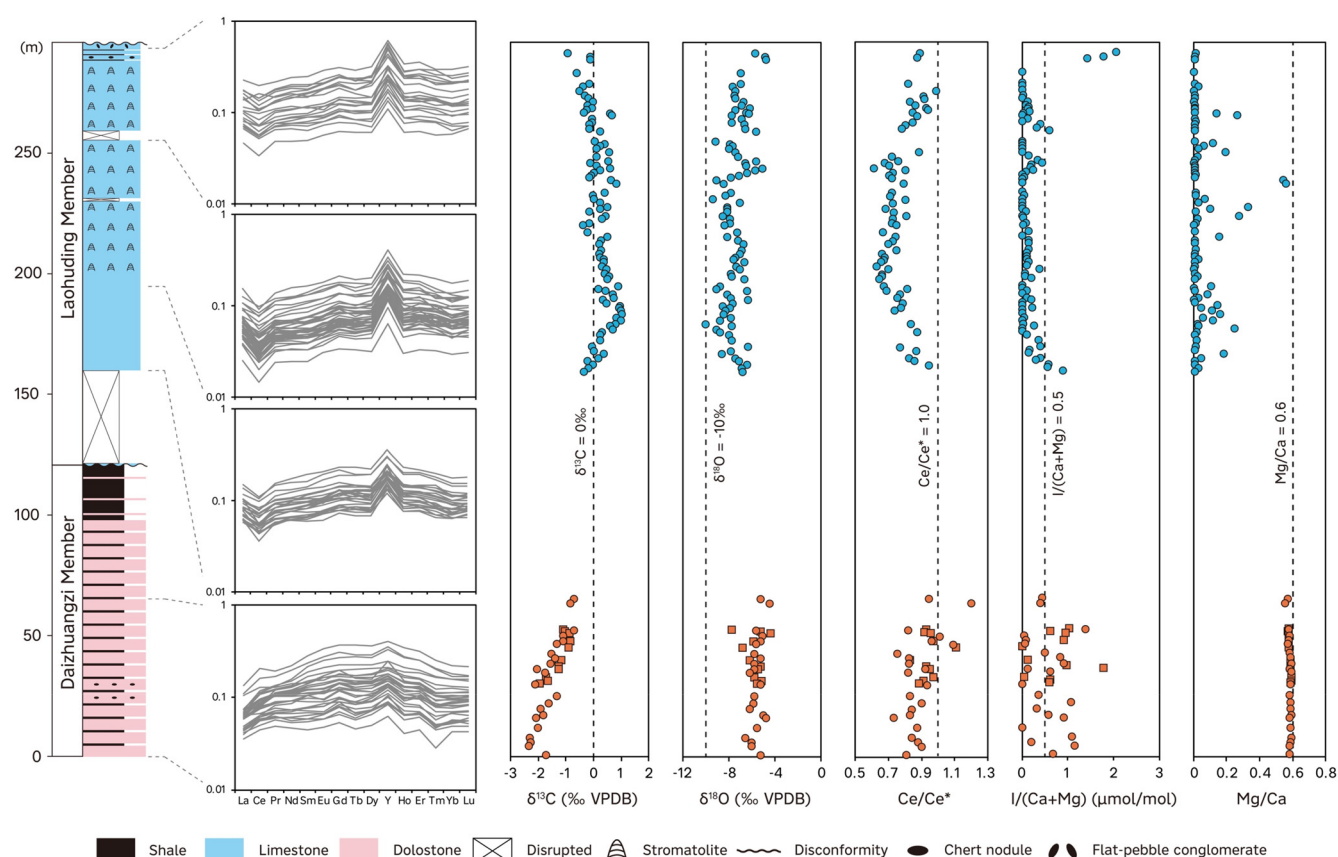 (m)
250
200
150
100
50
0
Laohuding Member
Daizhuangzi Member
1
0.1
0.01
1
0.1
0.01
1
0.1
0.01
1
0.1
0.01
La Ce Pr Nd Sm Eu Gd Tb Dy Y Ho Er Tm Yb Lu
δ¹³C = 0‰
-3 -2 -1 0 1 2
δ¹³C (‰ VPDB)
δ¹⁸O = -10‰
-12 -8 -4 0
δ¹⁸O (‰ VPDB)
Ce/Ce* = 1.0
0.5 0.7 0.9 1.1 1.3
Ce/Ce*
I/(Ca+Mg) = 0.5
0 1 2 3
I/(Ca+Mg) (μmol/mol)
Mg/Ca = 0.6
0 0.2 0.4 0.6 0.8
Mg/Ca
Shale Limestone Dolostone Disrupted Stromatolite Disconformity Chert nodule Flat-pebble conglomerate